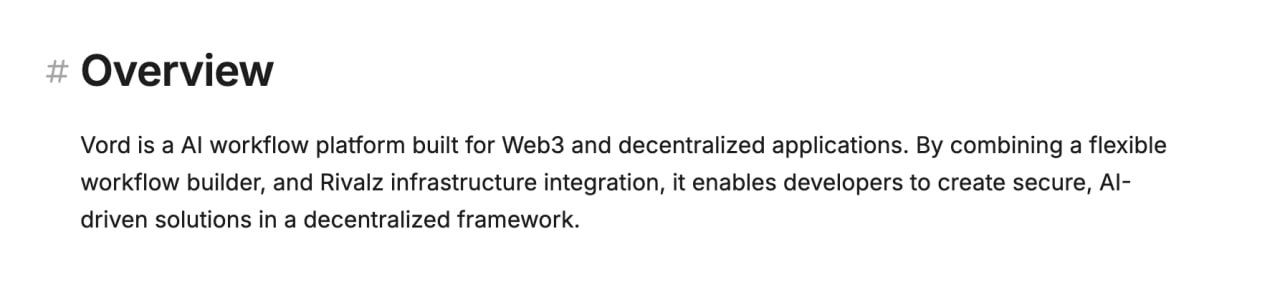 # Overview
Vord is a AI workflow platform built for Web3 and decentralized applications. By combining a flexible
workflow builder, and Rivalz infrastructure integration, it enables developers to create secure, AI-
driven solutions in a decentralized framework.